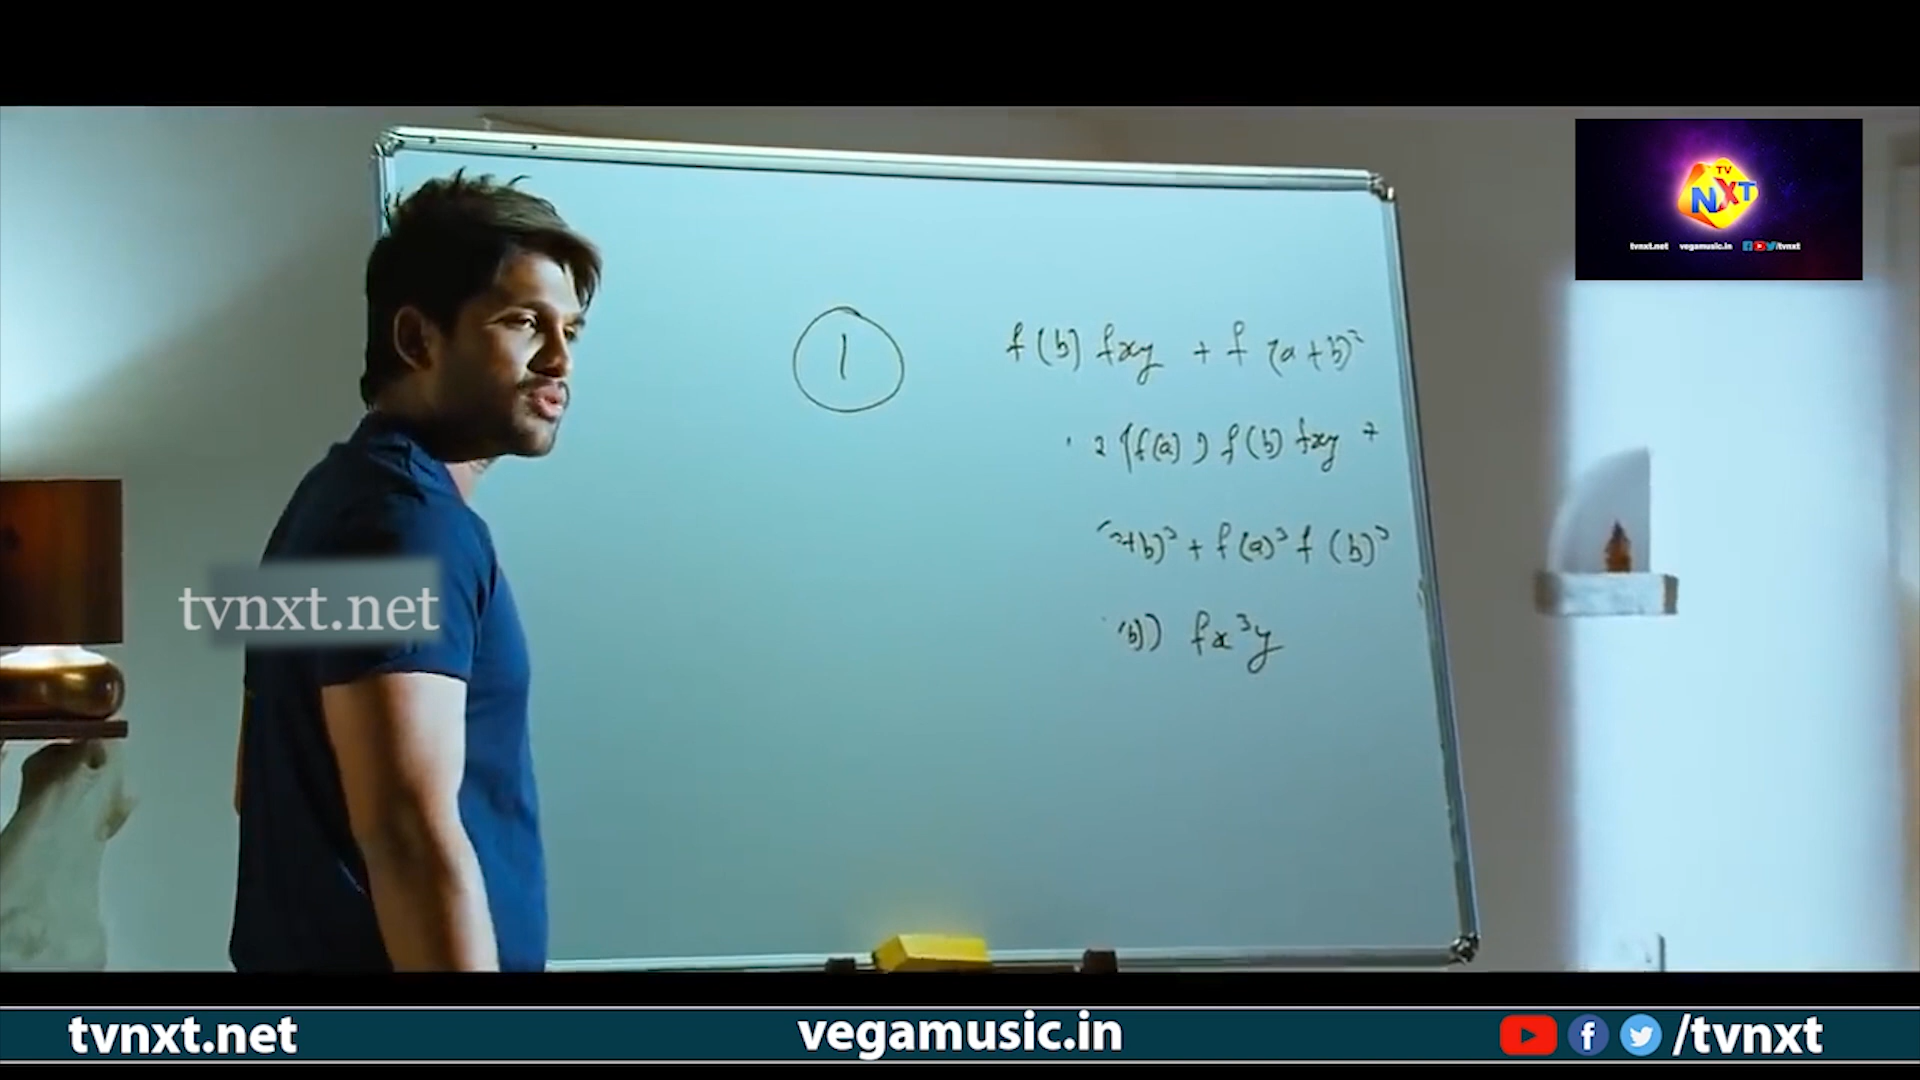 TV
NXT
tvnxt.net vegamusic.in /tvnxt
1
f(b) fxy + f (a+b)²
2 (f(a)) f(b) fxy +
+b)³ + f(a)³ f(b)³
b)) fx³y
tvnxt.net
tvnxt.net vegamusic.in /tvnxt